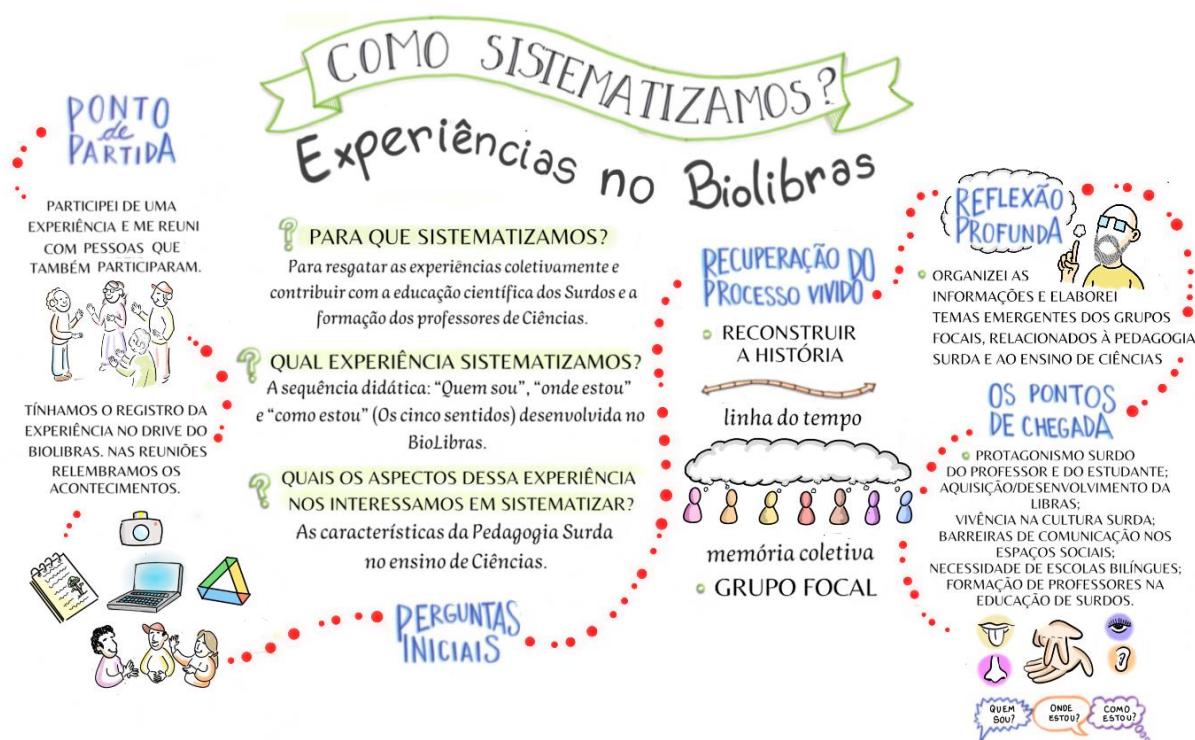 COMO SISTEMATIZAMOS?
Experiências no Biolibras
PONTO
de
PARTIDA
PARTICIPEI DE UMA
EXPERIÊNCIA E ME REUNI
COM PESSOAS QUE
TAMBÉM PARTICIPARAM.
TÍNHAMOS O REGISTRO DA
EXPERIÊNCIA NO DRIVE DO
BIOLIBRAS. NAS REUNIÕES
RELEMBRAMOS OS
ACONTECIMENTOS.
PERGUNTAS
INICIAIS
? PARA QUE SISTEMATIZAMOS?
Para resgatar as experiências coletivamente e
contribuir com a educação científica dos Surdos e a
formação dos professores de Ciências.
? QUAL EXPERIÊNCIA SISTEMATIZAMOS?
A sequência didática: “Quem sou”, “onde estou”
e “como estou” (Os cinco sentidos) desenvolvida no
BioLibras.
? QUAIS OS ASPECTOS DESSA EXPERIÊNCIA
NOS INTERESSAMOS EM SISTEMATIZAR?
As características da Pedagogia Surda
no ensino de Ciências.
RECUPERAÇÃO DO
PROCESSO VIVIDO
RECONSTRUIR
A HISTÓRIA
linha do tempo
memória coletiva
GRUPO FOCAL
REFLEXÃO
PROFUNDA
ORGANIZEI AS
INFORMAÇÕES E ELABOREI
TEMAS EMERGENTES DOS GRUPOS
FOCAIS, RELACIONADOS À PEDAGOGIA
SURDA E AO ENSINO DE CIÊNCIAS
OS PONTOS
DE CHEGADA
PROTAGONISMO SURDO
DO PROFESSOR E DO ESTUDANTE;
AQUISIÇÃO/DESENVOLVIMENTO DA
LIBRAS;
VIVÊNCIA NA CULTURA SURDA;
BARREIRAS DE COMUNICAÇÃO NOS
ESPAÇOS SOCIAIS;
NECESSIDADE DE ESCOLAS BILÍNGUES;
FORMAÇÃO DE PROFESSORES NA
EDUCAÇÃO DE SURDOS.
QUEM
SOU?
ONDE
ESTOU?
COMO
ESTOU?